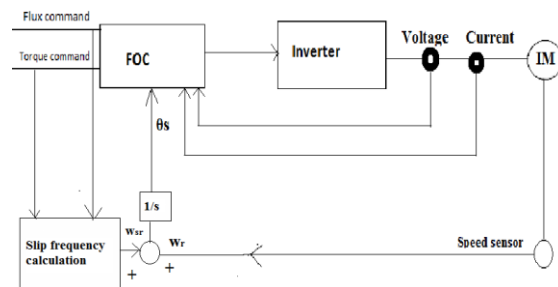 Flux command
Torque command
FOC
Inverter
Voltage
Current
IM
θs
1/s
Slip frequency
calculation
wsr
wr
+
+
Speed sensor